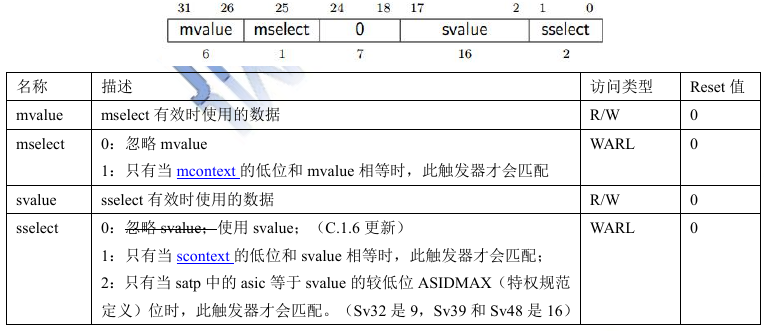 31 26 25 24 18 17 2 1 0
mvalue mselect 0 svalue sselect
6 1 7 16 2
名称 描述 访问类型 Reset 值
mvalue mselect 有效时使用的数据 R/W 0
mselect 0：忽略 mvalue WARL 0
1：只有当 mcontext 的低位和 mvalue 相等时，此触发器才会匹配
svalue sselect 有效时使用的数据 R/W 0
sselect 0：忽略 svalue；使用 svalue；（C.1.6 更新） WARL 0
1：只有当 scontext 的低位和 svalue 相等时，此触发器才会匹配；
2：只有当 satp 中的 asic 等于 svalue 的较低位 ASIDMAX（特权规范
定义）位时，此触发器才会匹配。（Sv32 是 9，Sv39 和 Sv48 是 16）